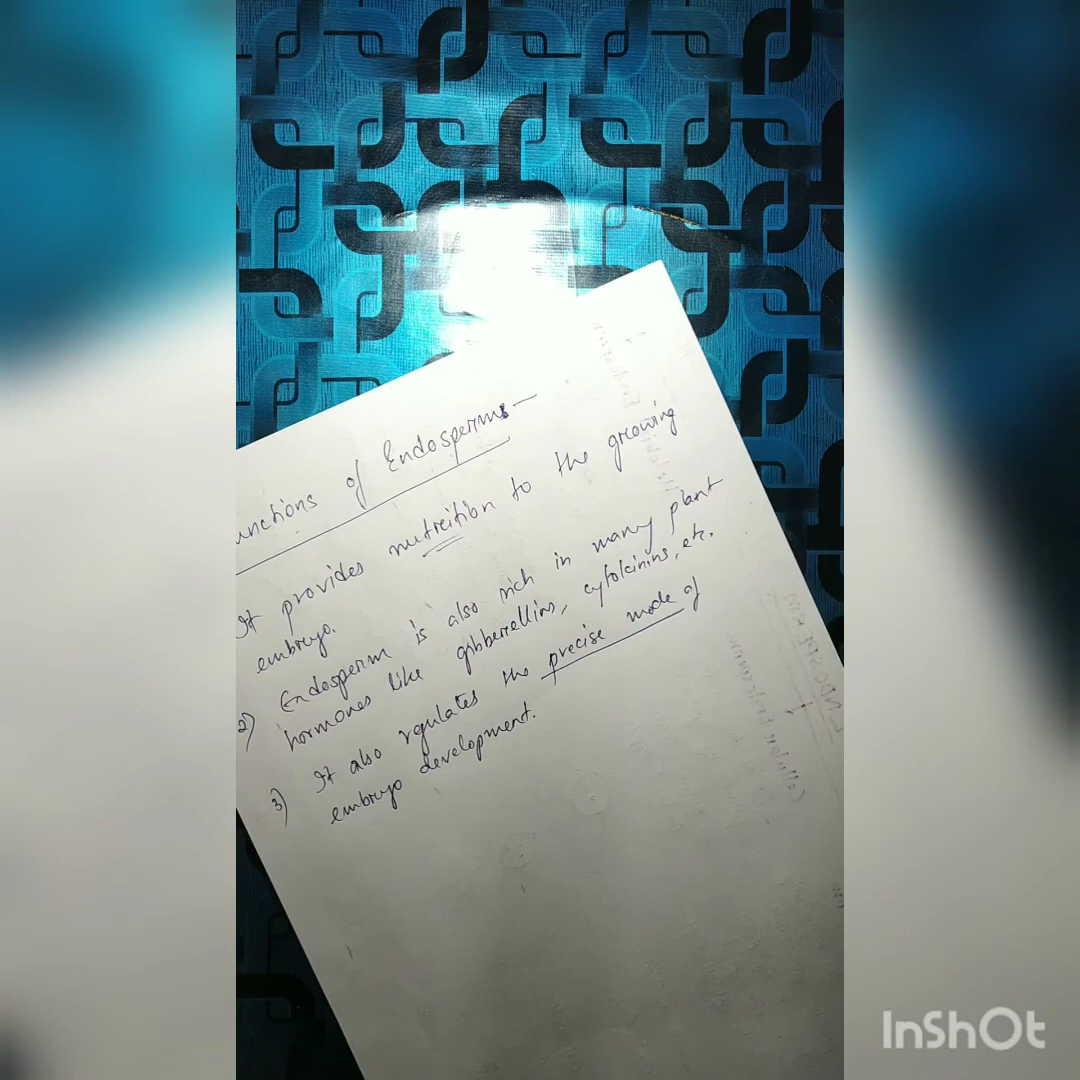 unctions of Endosperm -
It provides nutrition to the growing
embryo.
2) Endosperm is also rich in many plant
hormones like gibberellins, cytokinins, etc.
3) It also regulates the precise mode of
embryo development.
InShOt